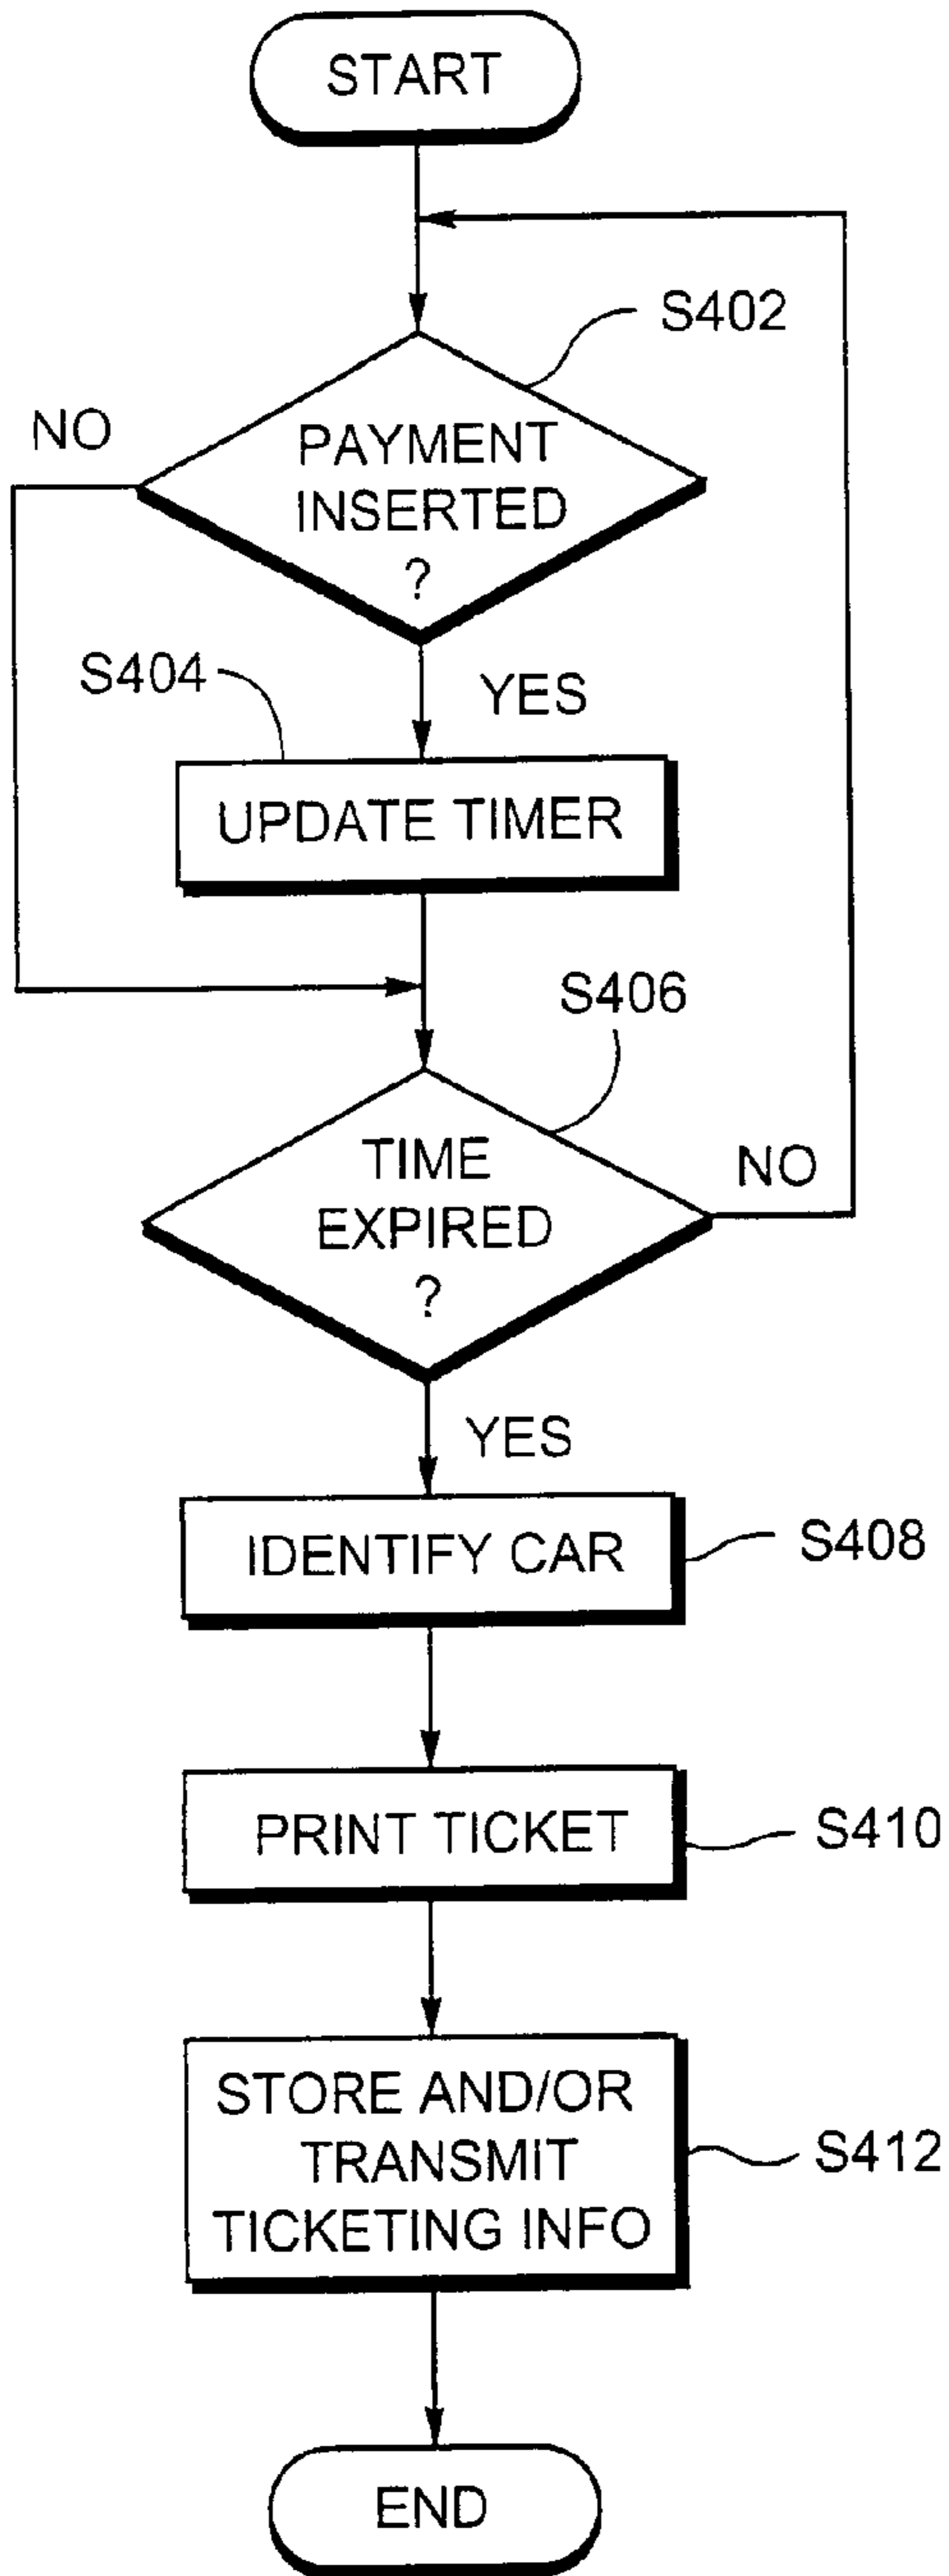 START
S402
NO
PAYMENT
INSERTED
?
S404
YES
UPDATE TIMER
S406
TIME
EXPIRED
?
NO
YES
IDENTIFY CAR
S408
PRINT TICKET
S410
STORE AND/OR
TRANSMIT
TICKETING INFO
S412
END